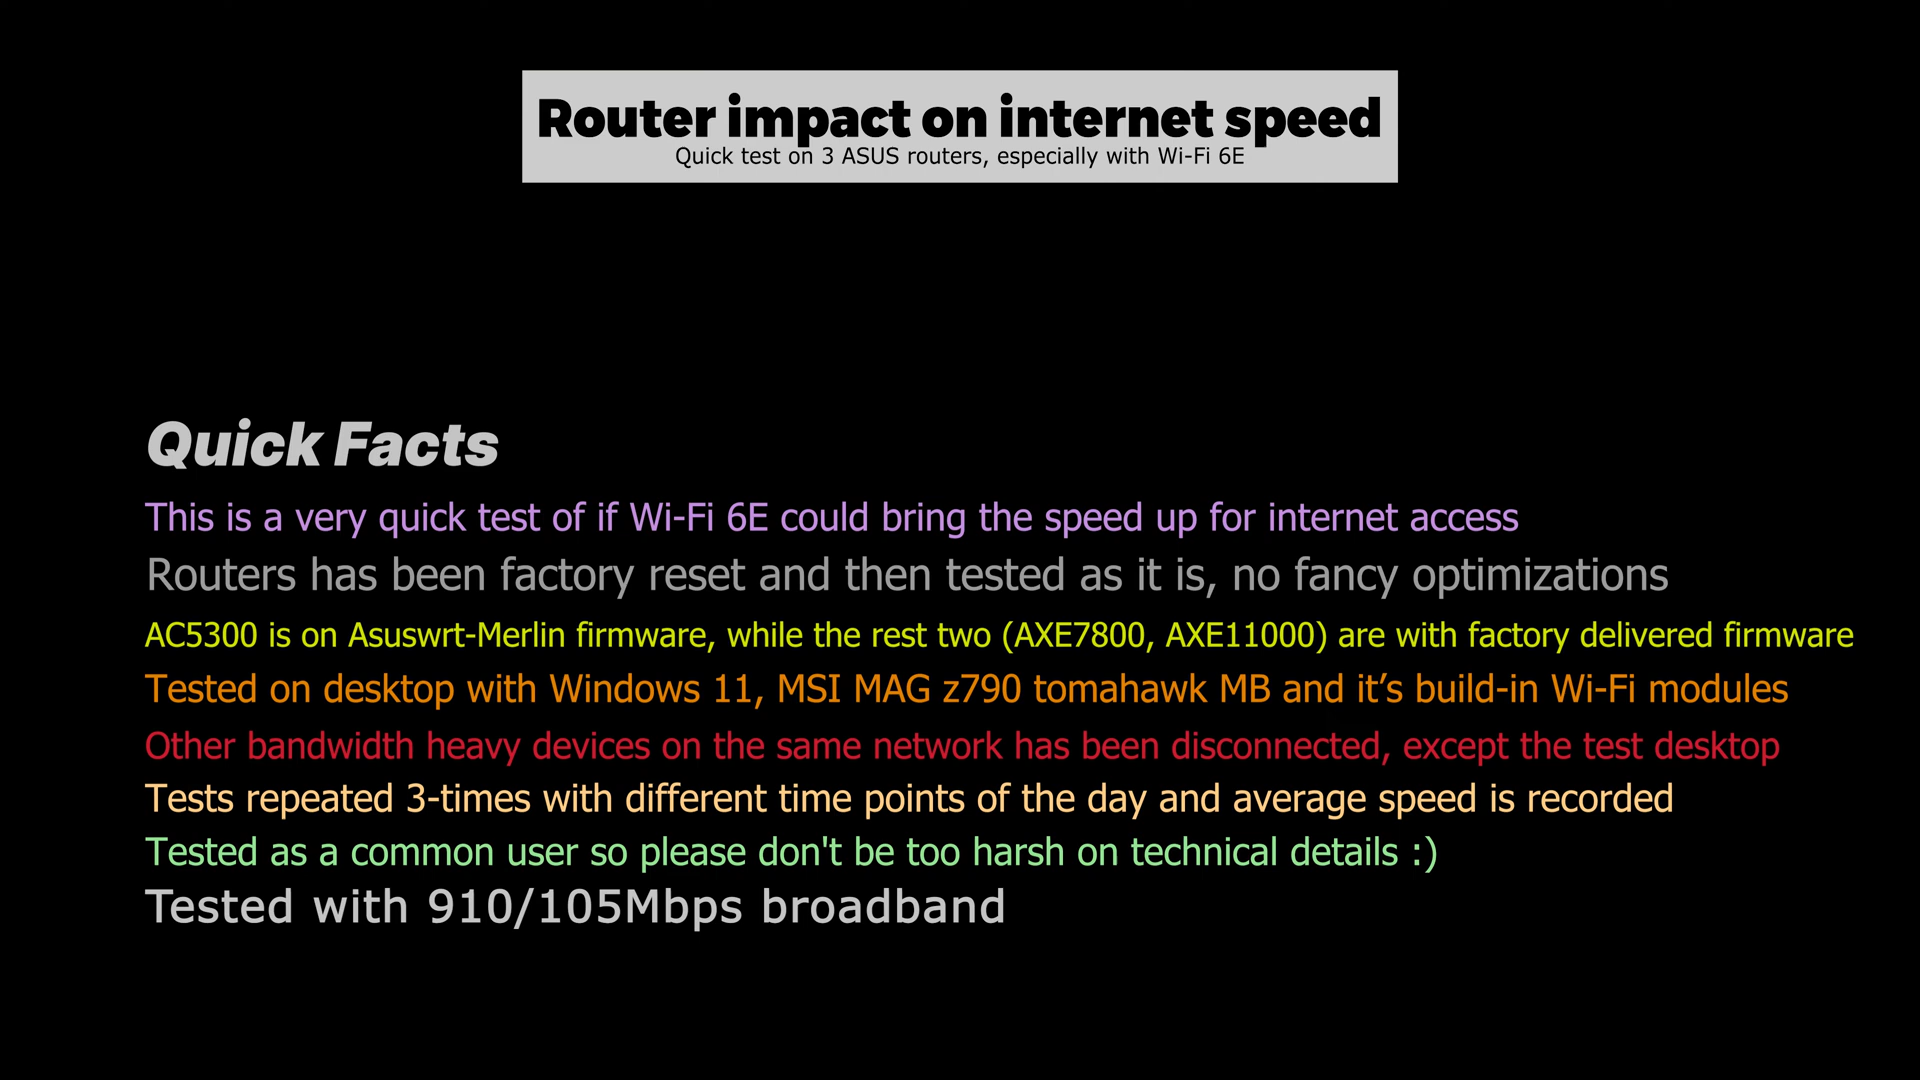 Router impact on internet speed
Quick test on 3 ASUS routers, especially with Wi-Fi 6E
Quick Facts
This is a very quick test of if Wi-Fi 6E could bring the speed up for internet access
Routers has been factory reset and then tested as it is, no fancy optimizations
AC5300 is on Asuswrt-Merlin firmware, while the rest two (AXE7800, AXE11000) are with factory delivered firmware
Tested on desktop with Windows 11, MSI MAG z790 tomahawk MB and it’s build-in Wi-Fi modules
Other bandwidth heavy devices on the same network has been disconnected, except the test desktop
Tests repeated 3-times with different time points of the day and average speed is recorded
Tested as a common user so please don't be too harsh on technical details :)
Tested with 910/105Mbps broadband